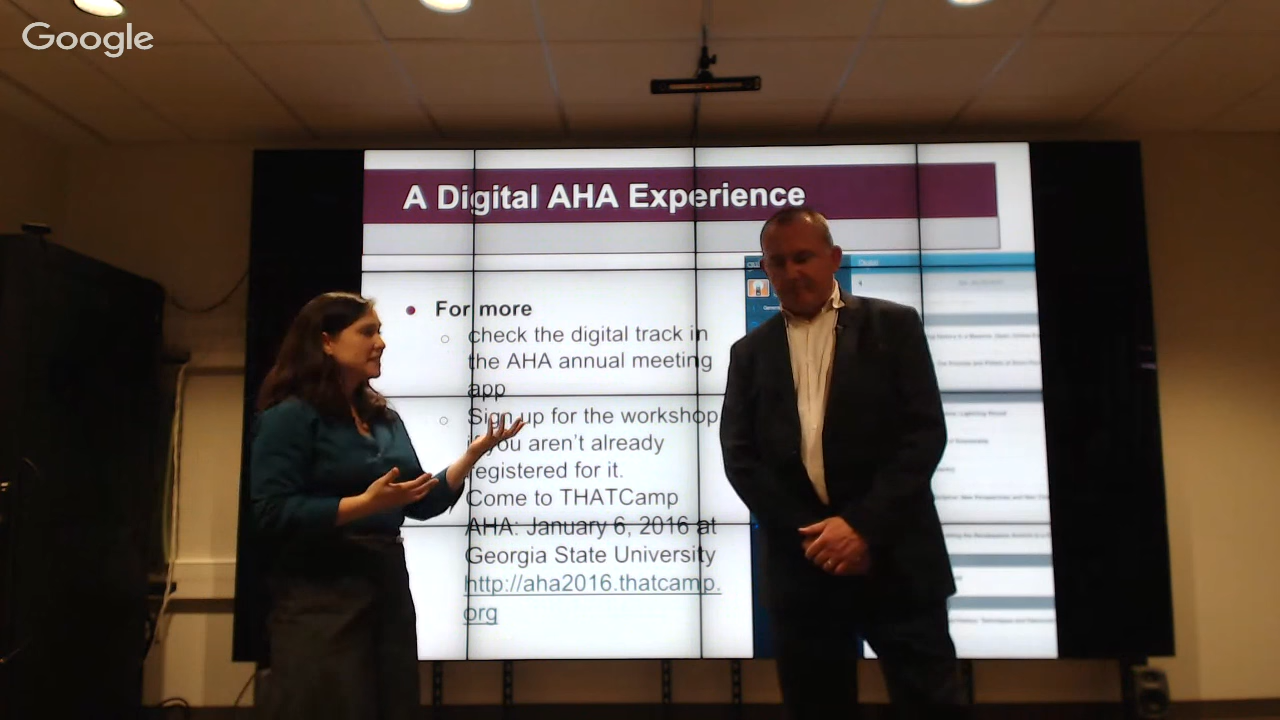 Google
A Digital AHA Experience
For more
check the digital track in
the AHA annual meeting
app
Sign up for the workshop
if you aren't already
registered for it.
Come to THATCamp
AHA: January 6, 2016 at
Georgia State University
http://aha2016.thatcamp.
org